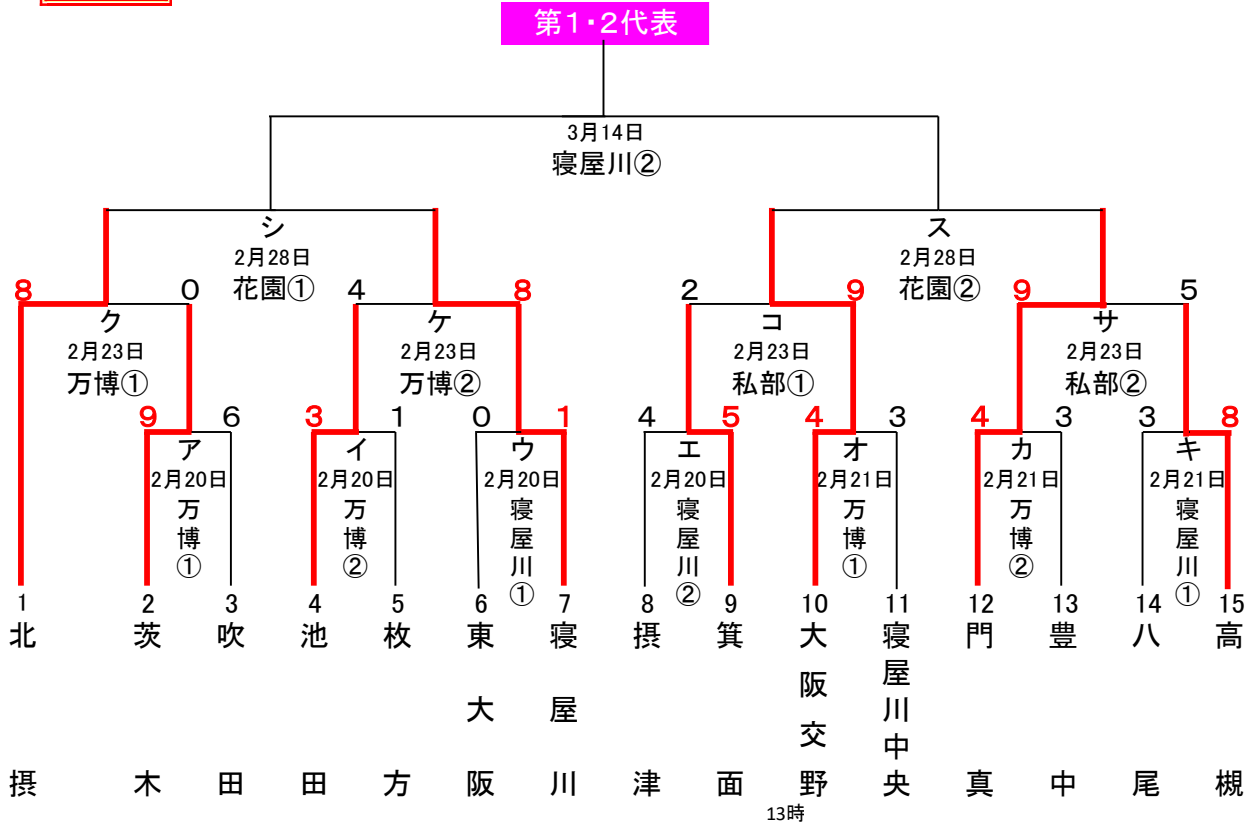 第1・2代表
3月14日
寝屋川②
シ
2月28日
花園①
ス
2月28日
花園②
8 0
ク
2月23日
万博①
4 8
ケ
2月23日
万博②
2 9
コ
2月23日
私部①
9 5
サ
2月23日
私部②
9 6
ア
2月20日
万博①
3 1
イ
2月20日
万博②
0 1
ウ
2月20日
寝屋川①
4 5
エ
2月20日
寝屋川②
4 3
オ
2月21日
万博①
4 3
カ
2月21日
万博②
3 8
キ
2月21日
寝屋川①
1 北摂
2 茨木
3 吹田
4 池田
5 枚方
6 東大阪
7 寝屋川
8 摂津
9 箕面
10 大阪交野
11 寝屋川中央
12 門真
13 豊中
14 八尾
15 高槻
13時